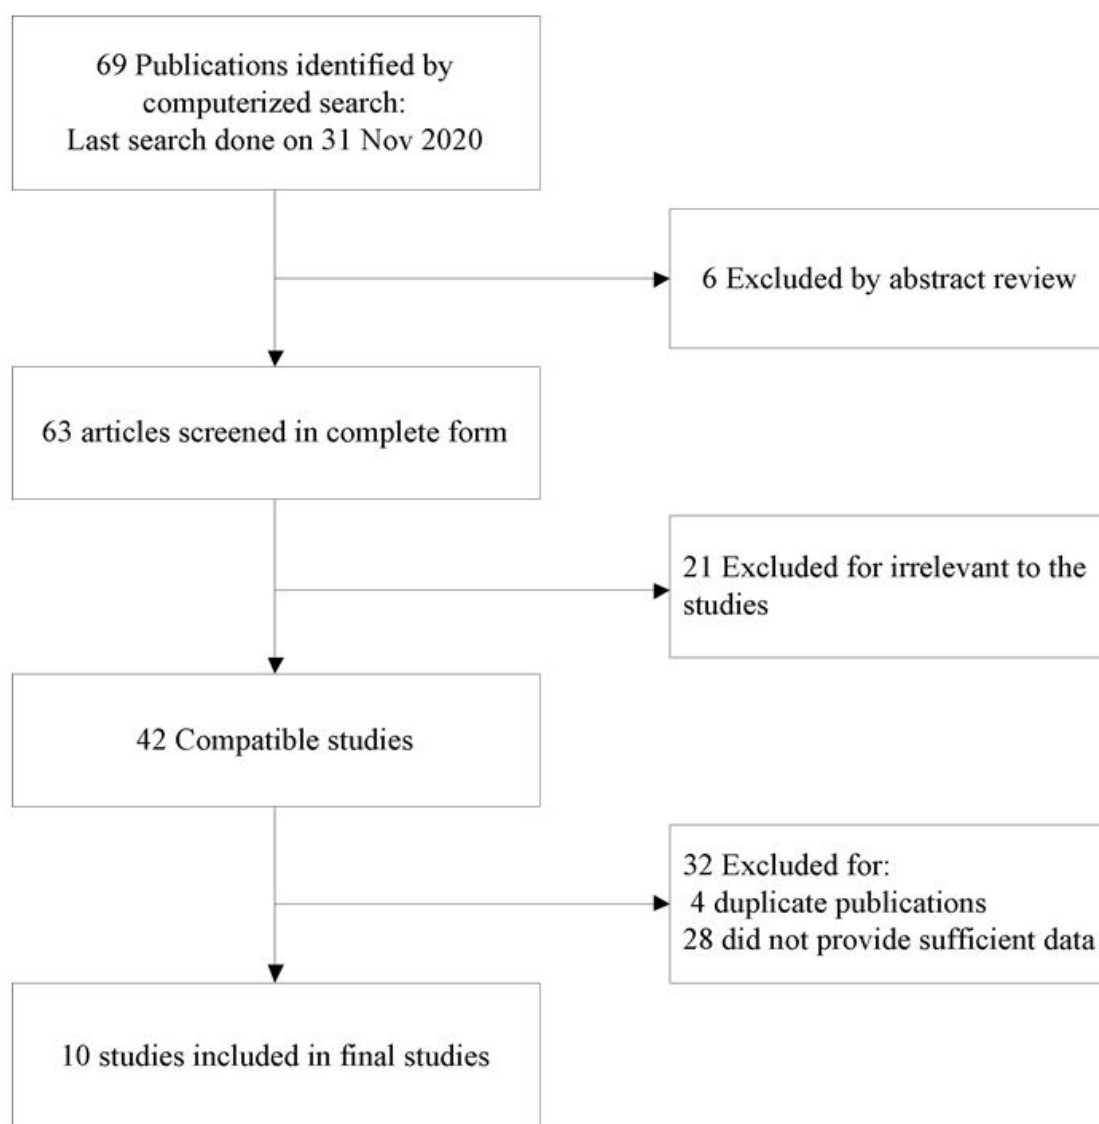 69 Publications identified by
computerized search:
Last search done on 31 Nov 2020
6 Excluded by abstract review
63 articles screened in complete form
21 Excluded for irrelevant to the
studies
42 Compatible studies
32 Excluded for:
4 duplicate publications
28 did not provide sufficient data
10 studies included in final studies